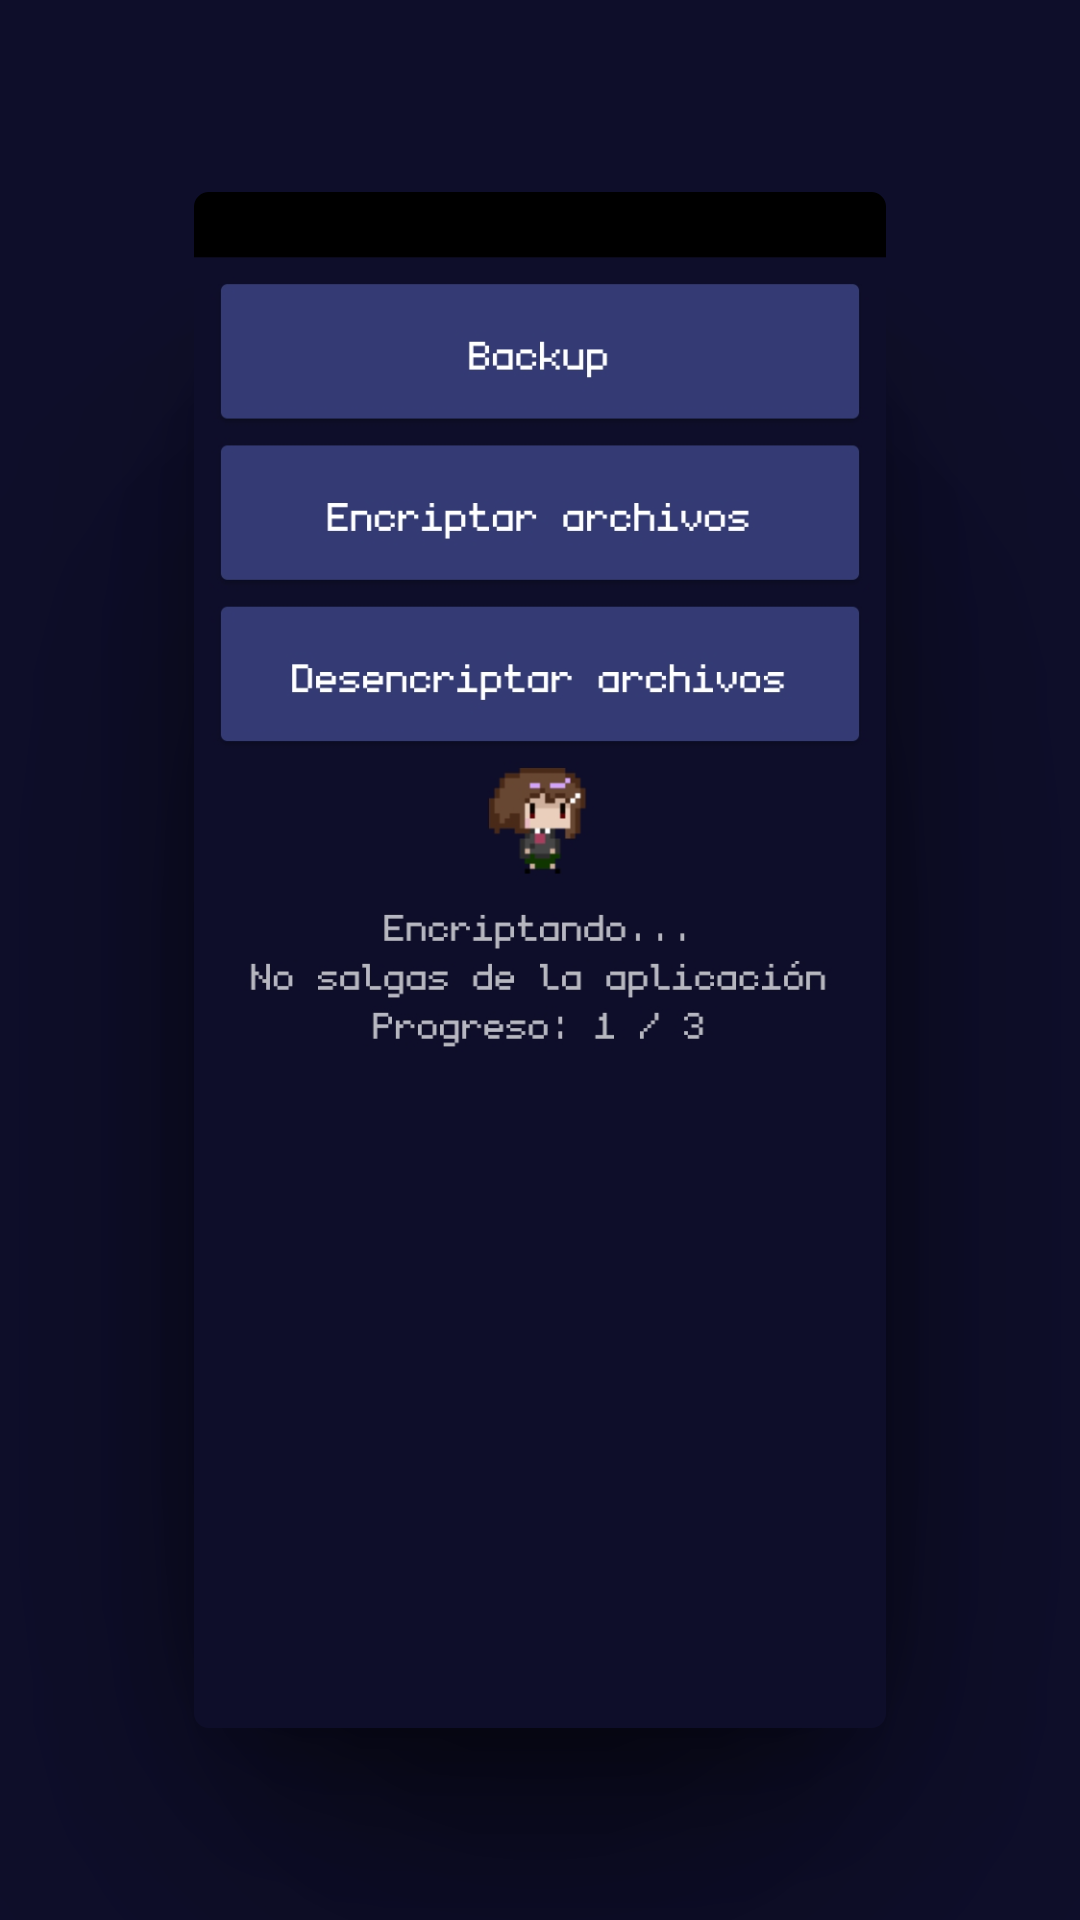 Backup
Encriptar archivos
Desencriptar archivos
Encriptando...
No salgas de la aplicación
Progreso: 1 / 3